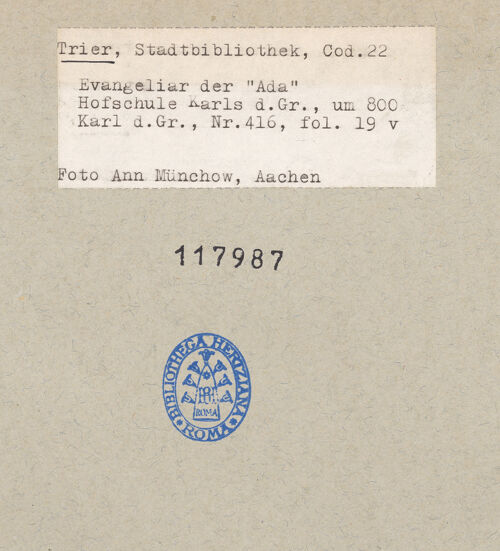 Trier, Stadtbibliothek, Cod.22
Evangeliar der "Ada"
Hofschule Karls d.Gr., um 800
Karl d.Gr., Nr.416, fol. 19 v
Foto Ann Münchow, Aachen
117987
BIBLIOTHECA HERTZIANA
ROMA
ROMA